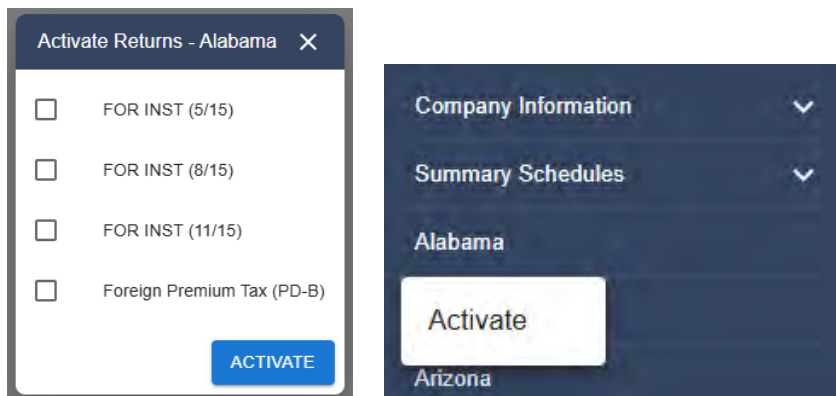 Activate Returns - Alabama
FOR INST (5/15)
FOR INST (8/15)
FOR INST (11/15)
Foreign Premium Tax (PD-B)
ACTIVATE
Company Information
Summary Schedules
Alabama
Activate
Arizona